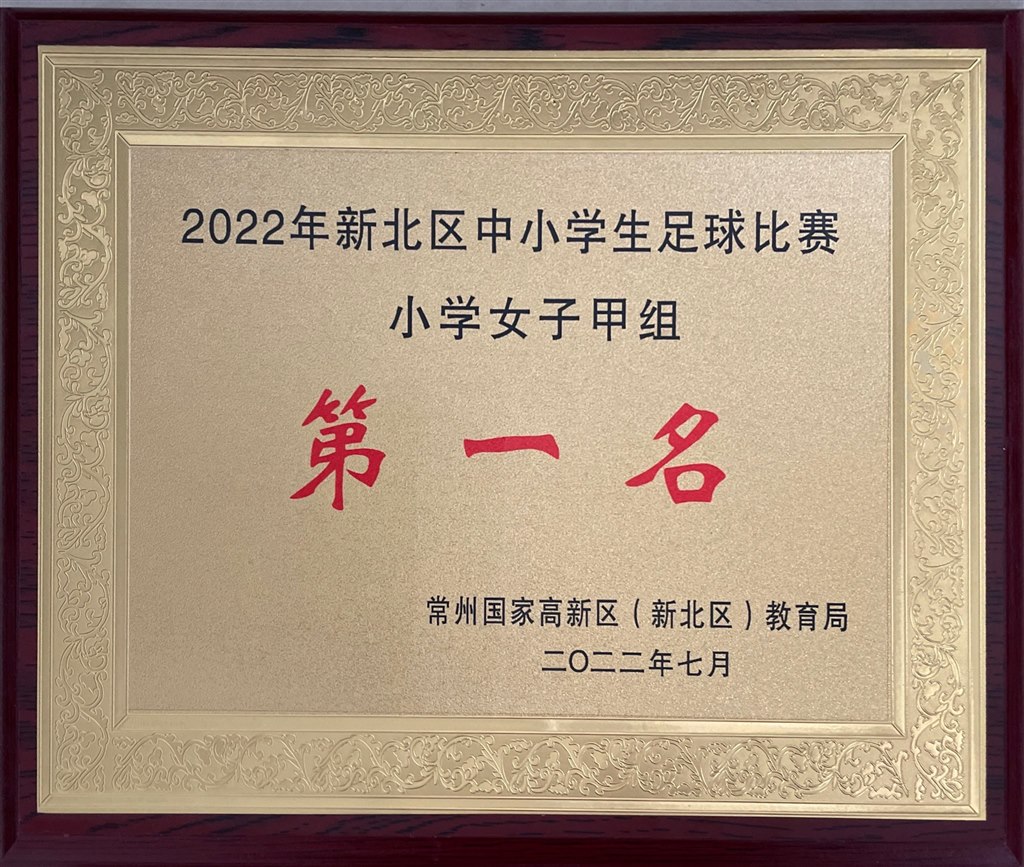 2022年新北区中小学生足球比赛
小学女子甲组
第一名
常州国家高新区（新北区）教育局
二〇二二年七月